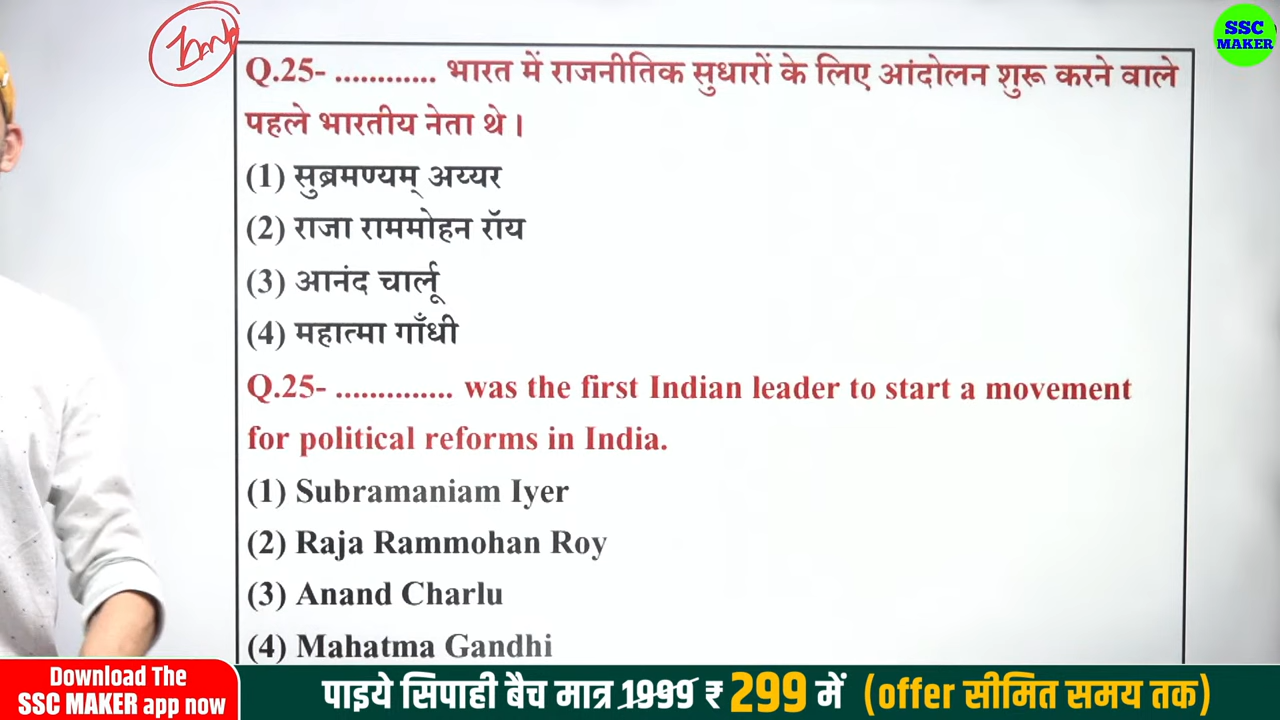 Imp
SSC
MAKER
Q.25- ............. भारत में राजनीतिक सुधारों के लिए आंदोलन शुरू करने वाले
पहले भारतीय नेता थे।
(1) सुब्रमण्यम् अय्यर
(2) राजा राममोहन रॉय
(3) आनंद चार्लू
(4) महात्मा गाँधी
Q.25- .............. was the first Indian leader to start a movement
for political reforms in India.
(1) Subramaniam Iyer
(2) Raja Rammohan Roy
(3) Anand Charlu
(4) Mahatma Gandhi
Download The
SSC MAKER app now
पाइये सिपाही बैच मात्र 1999 ₹ 299 में (offer सीमित समय तक)